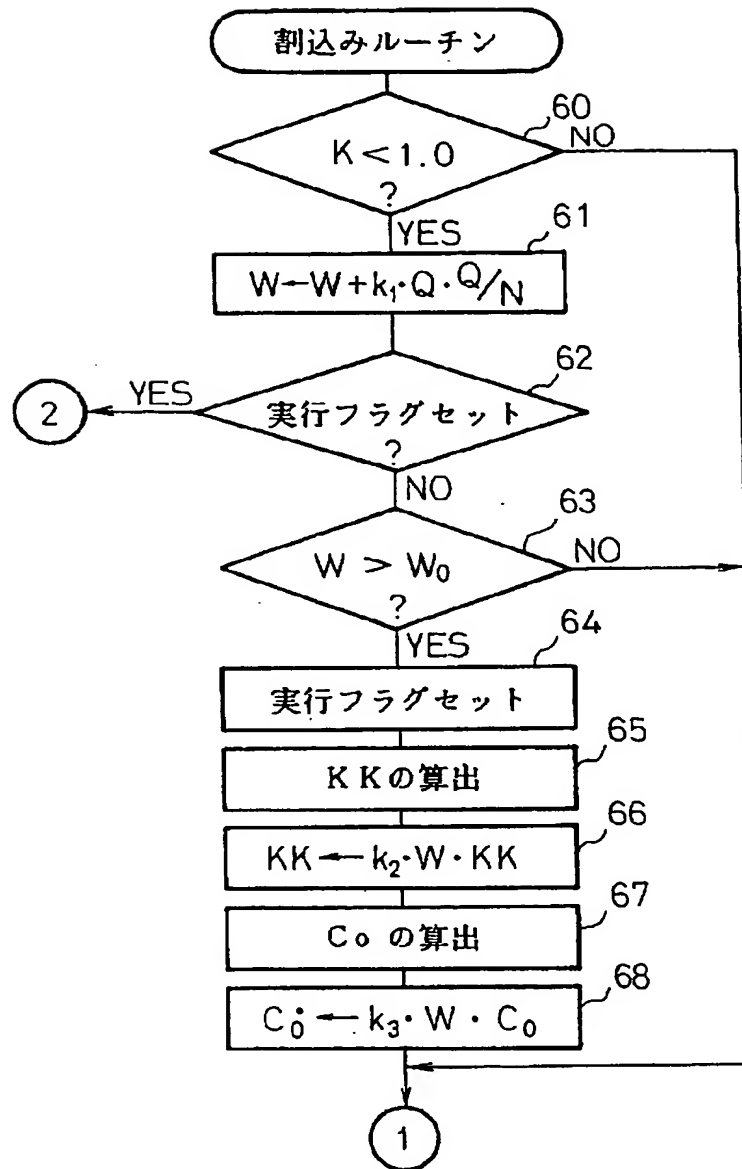 割込みルーチン
60
K<1.0
?
NO
YES
61
W←W+k₁·Q·Q/N
62
実行フラグセット
?
YES
2
NO
63
W > W₀
?
NO
YES
64
実行フラグセット
65
KKの算出
66
KK←k₂·W·KK
67
Coの算出
68
C₀←k₃·W·C₀
1